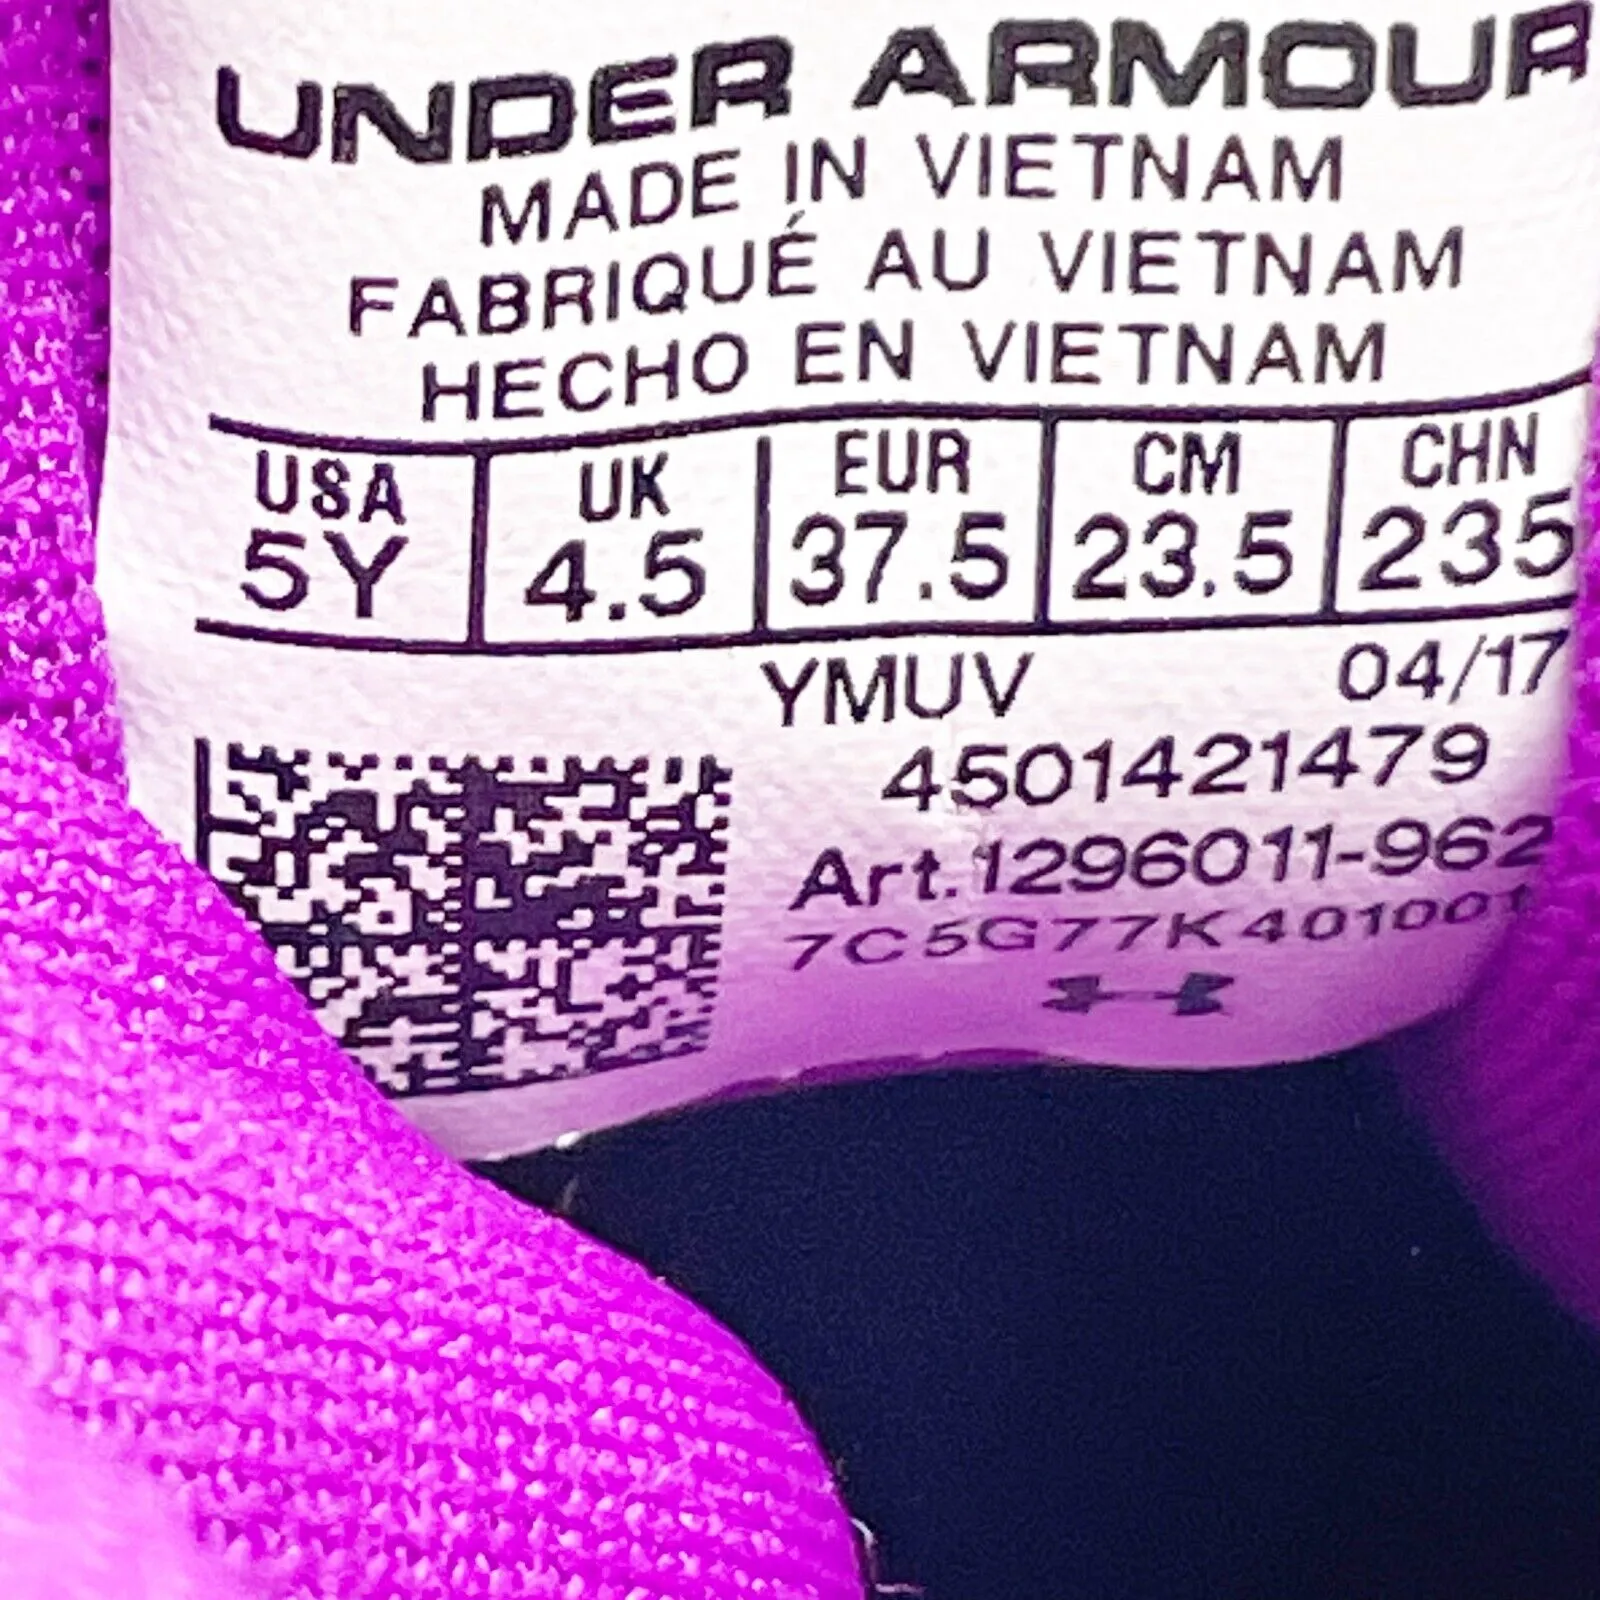 UNDER ARMOUR
MADE IN VIETNAM
FABRIQUÉ AU VIETNAM
HECHO EN VIETNAM
USA UK EUR CM CHN
5Y 4.5 37.5 23.5 235
YMUV 04/17
4501421479
Art.1296011-962
7C5G77K401001